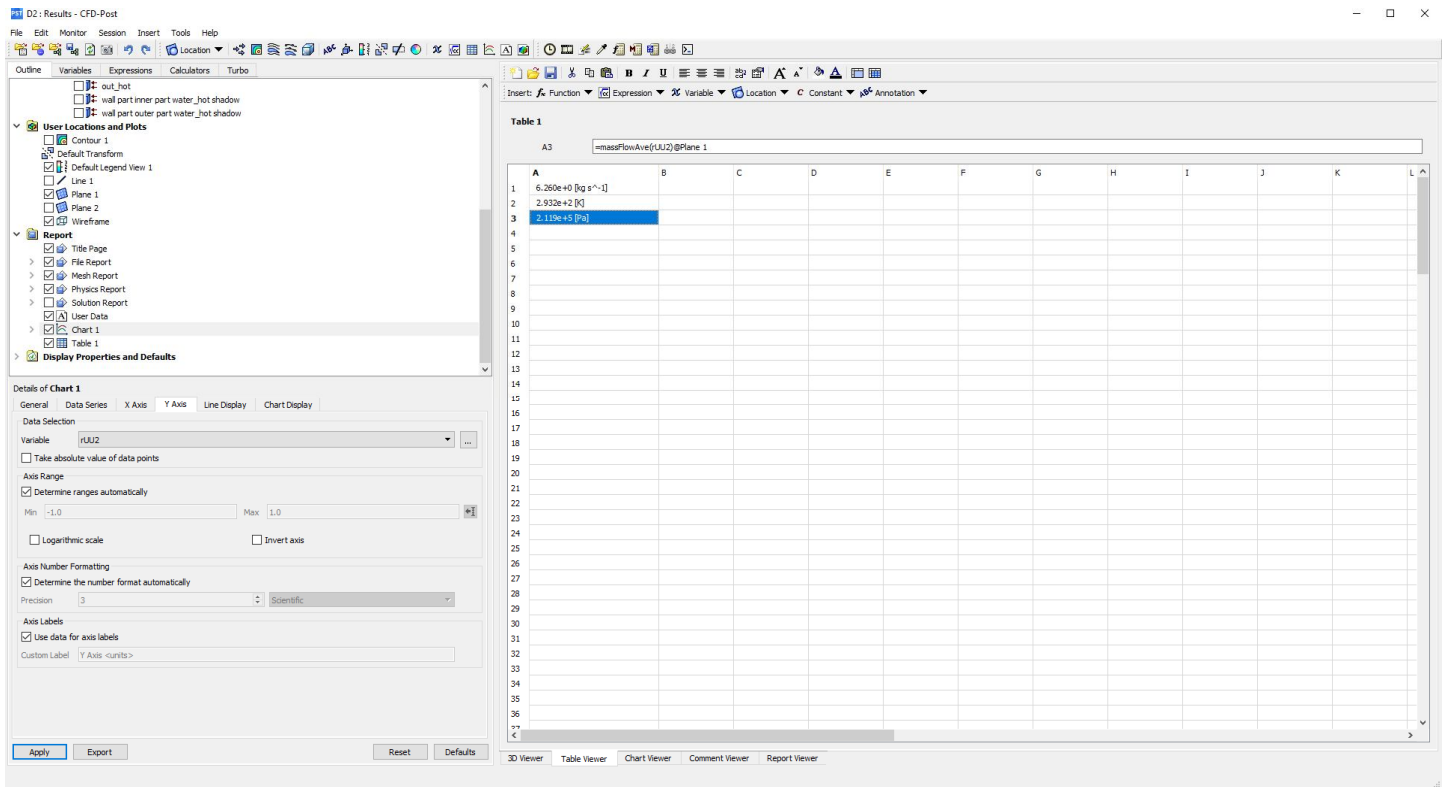 D2 : Results - CFD-Post
File Edit Monitor Session Insert Tools Help
Location
Outline Variables Expressions Calculators Turbo
out_hot
wall part inner part water_hot shadow
wall part outer part water_hot shadow
User Locations and Plots
Contour 1
Default Transform
Default Legend View 1
Line 1
Plane 1
Plane 2
Wireframe
Report
Title Page
File Report
Mesh Report
Physics Report
Solution Report
User Data
Chart 1
Table 1
Display Properties and Defaults
Details of Chart 1
General Data Series X Axis Y Axis Line Display Chart Display
Data Selection
Variable rUU2 ...
Take absolute value of data points
Axis Range
Determine ranges automatically
Min -1.0 Max 1.0
Logarithmic scale Invert axis
Axis Number Formatting
Determine the number format automatically
Precision 3 Scientific
Axis Labels
Use data for axis labels
Custom Label Y Axis <units>
Apply Export Reset Defaults
B I U
Insert: Function Expression Variable Location Constant Annotation
Table 1
A3 =massFlowAve(rUU2)@Plane 1
A B C D E F G H I J K L
1 6.260e+0 [kg s^-1]
2 2.932e+2 [K]
3 2.119e+5 [Pa]
4
5
6
7
8
9
10
11
12
13
14
15
16
17
18
19
20
21
22
23
24
25
26
27
28
29
30
31
32
33
34
35
36
37
3D Viewer Table Viewer Chart Viewer Comment Viewer Report Viewer